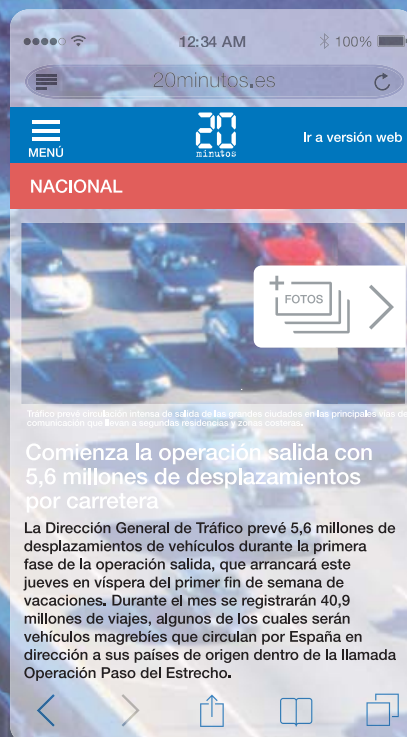 12:34 AM
100%
20minutos.es
MENÚ
20
minutos
Ir a versión web
NACIONAL
+
FOTOS
Tráfico prevé circulación intensa de salida de las grandes ciudades en las principales vías de
comunicación que llevan a segundas residencias y zonas costeras.
Comienza la operación salida con
5,6 millones de desplazamientos
por carretera
La Dirección General de Tráfico prevé 5,6 millones de
desplazamientos de vehículos durante la primera
fase de la operación salida, que arrancará este
jueves en víspera del primer fin de semana de
vacaciones. Durante el mes se registrarán 40,9
millones de viajes, algunos de los cuales serán
vehículos magrebíes que circulan por España en
dirección a sus países de origen dentro de la llamada
Operación Paso del Estrecho.